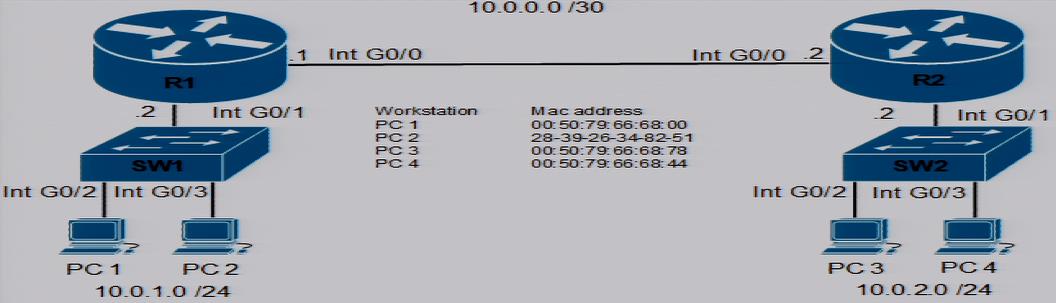 10.0.0.0 /30
.1 Int G0/0 Int G0/0 .2
R1 R2
.2 Int G0/1 .2 Int G0/1
Workstation Mac address
PC 1 00:50:79:66:68:00
PC 2 28-39-26-34-82-51
PC 3 00:50:79:66:68:78
PC 4 00:50:79:66:68:44
SW1 SW2
Int G0/2 Int G0/3 Int G0/2 Int G0/3
PC 1 PC 2 PC 3 PC 4
10.0.1.0 /24 10.0.2.0 /24